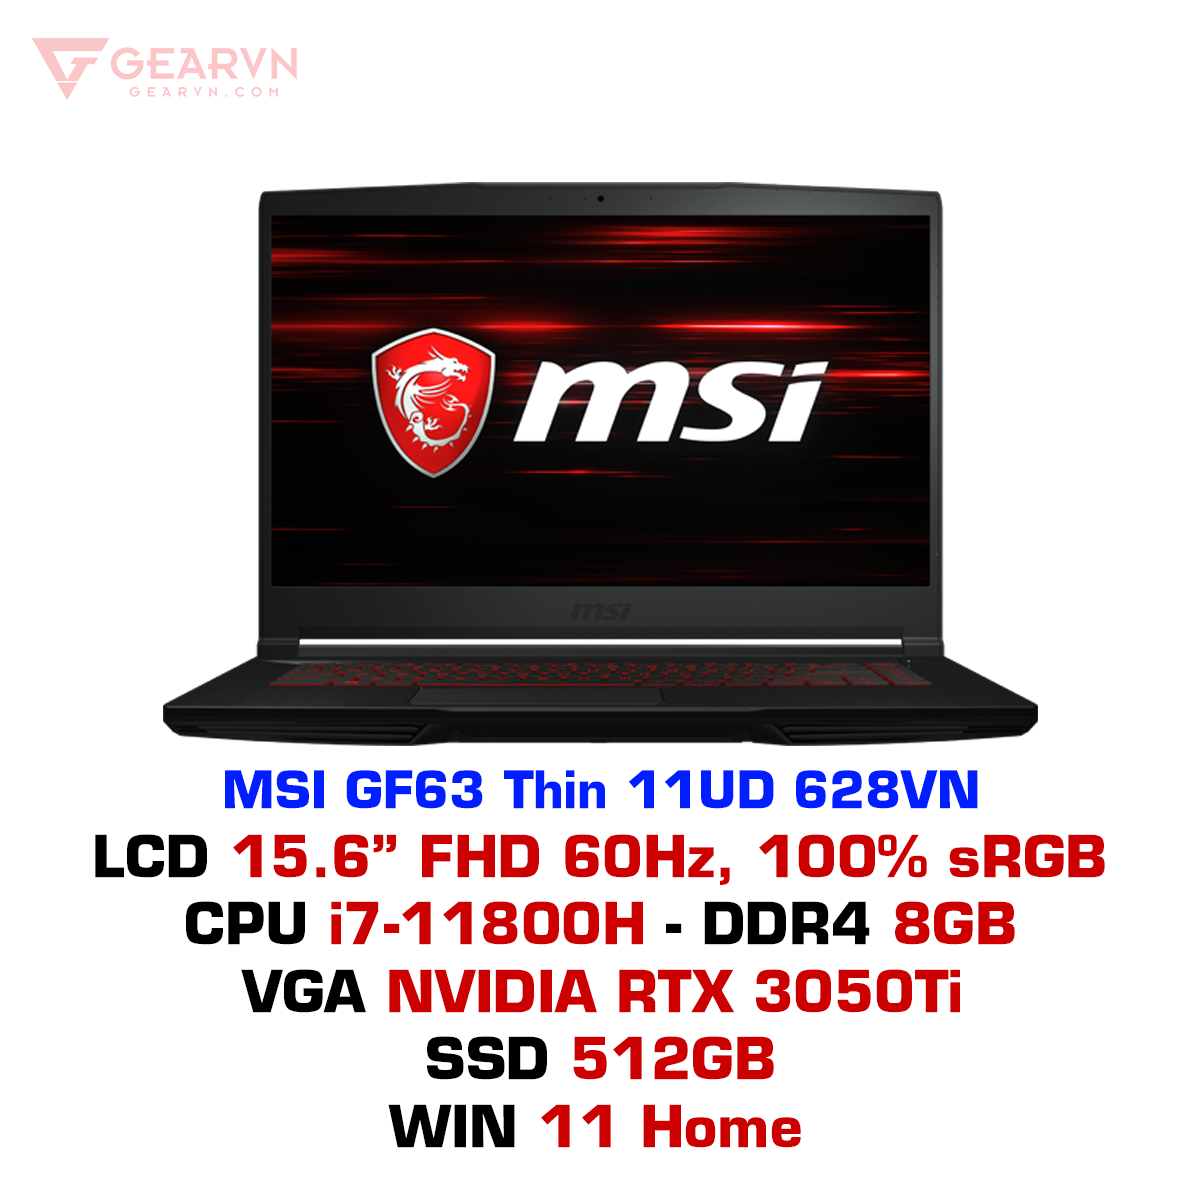 GEARVN
GEARVN.COM
msi
msi
MSI GF63 Thin 11UD 628VN
LCD 15.6” FHD 60Hz, 100% sRGB
CPU i7-11800H - DDR4 8GB
VGA NVIDIA RTX 3050Ti
SSD 512GB
WIN 11 Home